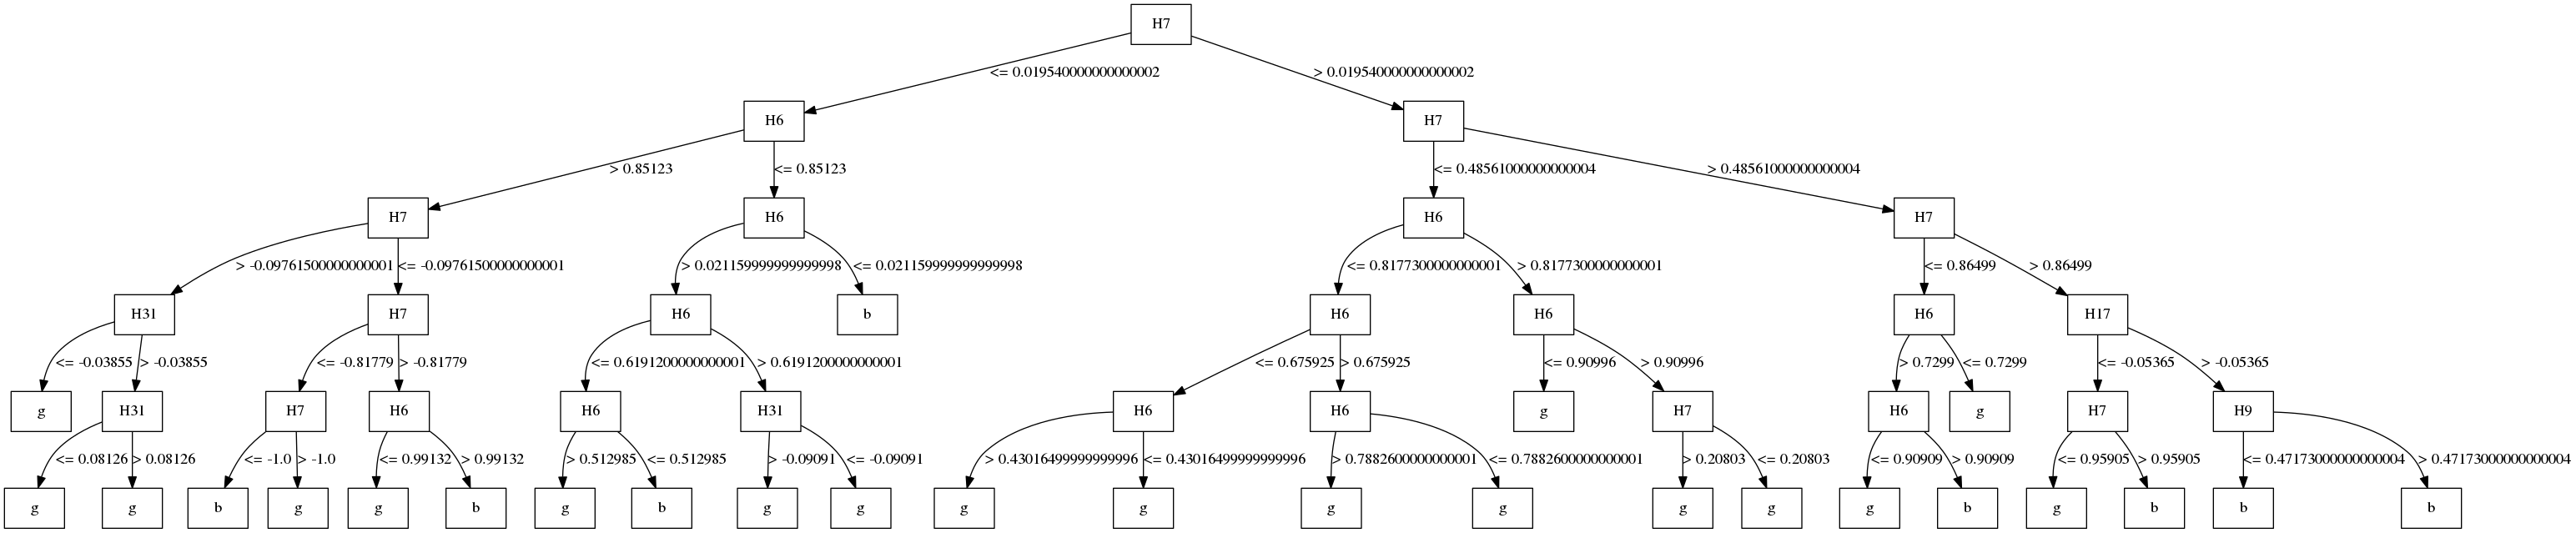 H7
<= 0.019540000000000002
> 0.019540000000000002
H6
H7
> 0.85123
<= 0.85123
<= 0.48561000000000004
> 0.48561000000000004
H7
H6
H6
H7
> -0.09761500000000001
<= -0.09761500000000001
> 0.021159999999999998
<= 0.021159999999999998
<= 0.8177300000000001
> 0.8177300000000001
<= 0.86499
> 0.86499
H31
H7
H6
b
H6
H6
H6
H17
<= -0.03855
> -0.03855
<= -0.81779
> -0.81779
<= 0.6191200000000001
> 0.6191200000000001
<= 0.675925
> 0.675925
<= 0.90996
> 0.90996
> 0.7299
<= 0.7299
<= -0.05365
> -0.05365
g
H31
H7
H6
H6
H31
H6
H6
g
H7
H6
g
H7
H9
<= 0.08126
> 0.08126
<= -1.0
> -1.0
<= 0.99132
> 0.99132
> 0.512985
<= 0.512985
> -0.09091
<= -0.09091
> 0.43016499999999996
<= 0.43016499999999996
> 0.7882600000000001
<= 0.7882600000000001
> 0.20803
<= 0.20803
<= 0.90909
> 0.90909
<= 0.95905
> 0.95905
<= 0.47173000000000004
> 0.47173000000000004
g
g
b
g
g
b
g
b
g
g
g
g
g
g
g
g
g
b
g
b
b
b